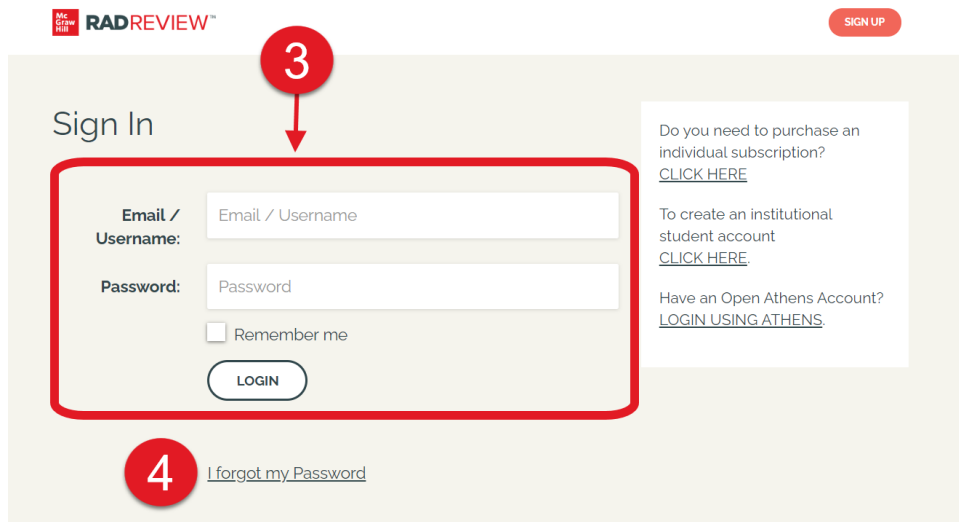 Mc
Graw
Hill
RADREVIEW™
SIGN UP
3
Sign In
Email /
Username:
Email / Username
Password:
Password
Remember me
LOGIN
4
I forgot my Password
Do you need to purchase an
individual subscription?
CLICK HERE
To create an institutional
student account
CLICK HERE.
Have an Open Athens Account?
LOGIN USING ATHENS.